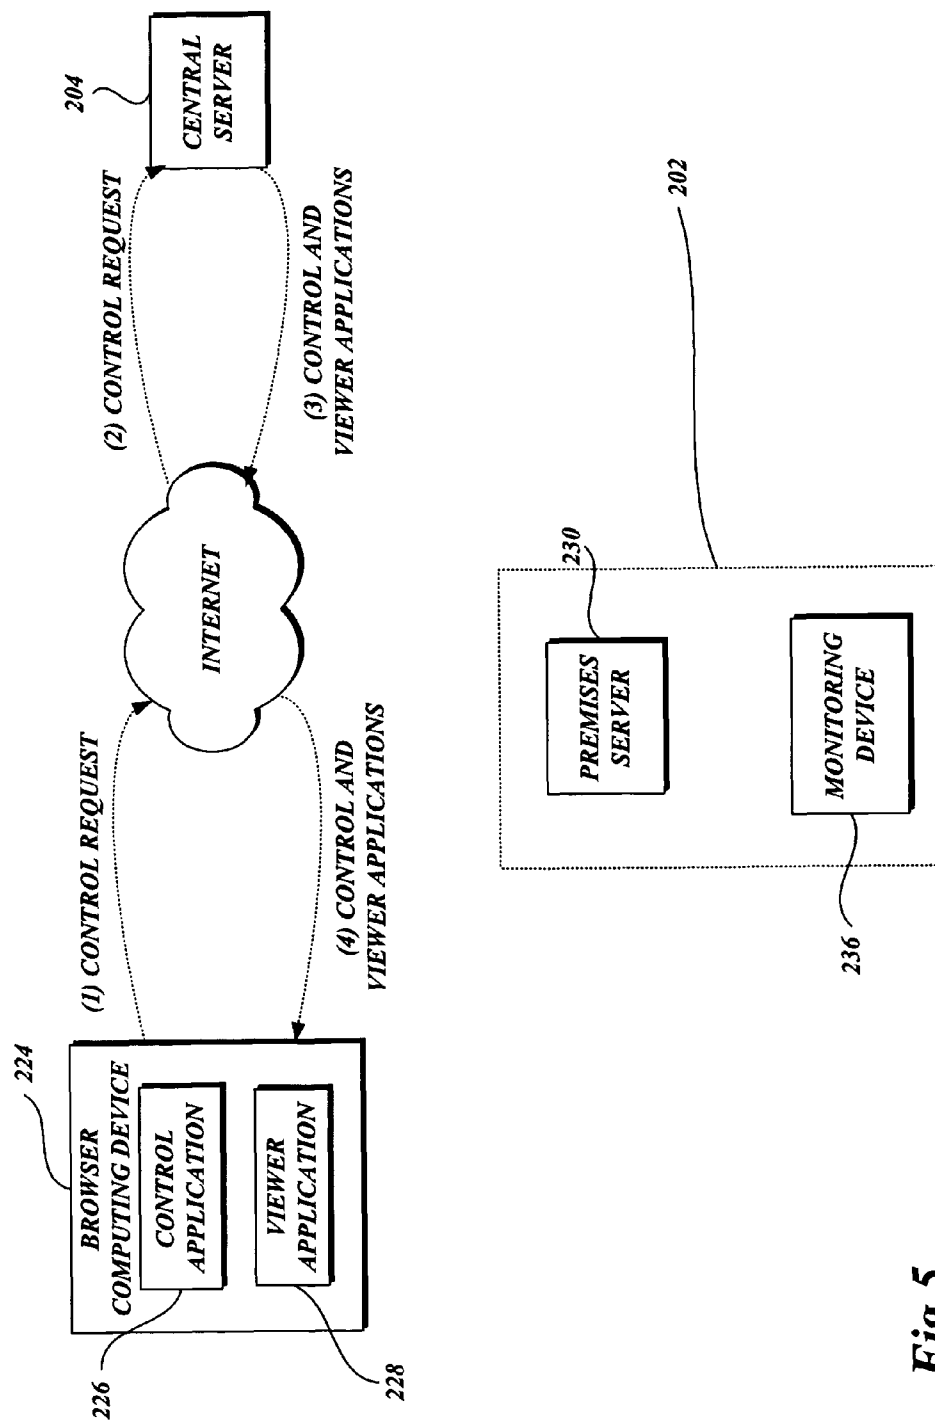 224
BROWSER
COMPUTING DEVICE
CONTROL
APPLICATION
226
VIEWER
APPLICATION
228
(1) CONTROL REQUEST
(4) CONTROL AND
VIEWER APPLICATIONS
INTERNET
(2) CONTROL REQUEST
(3) CONTROL AND
VIEWER APPLICATIONS
204
CENTRAL
SERVER
202
230
PREMISES
SERVER
MONITORING
DEVICE
236
Fig.5.